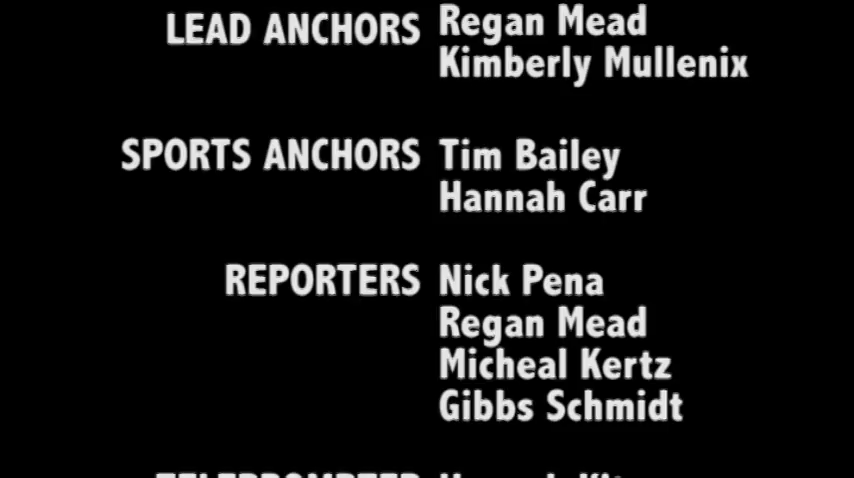 LEAD ANCHORS Regan Mead
Kimberly Mullenix
SPORTS ANCHORS Tim Bailey
Hannah Carr
REPORTERS Nick Pena
Regan Mead
Micheal Kertz
Gibbs Schmidt
TELEPROMPTER